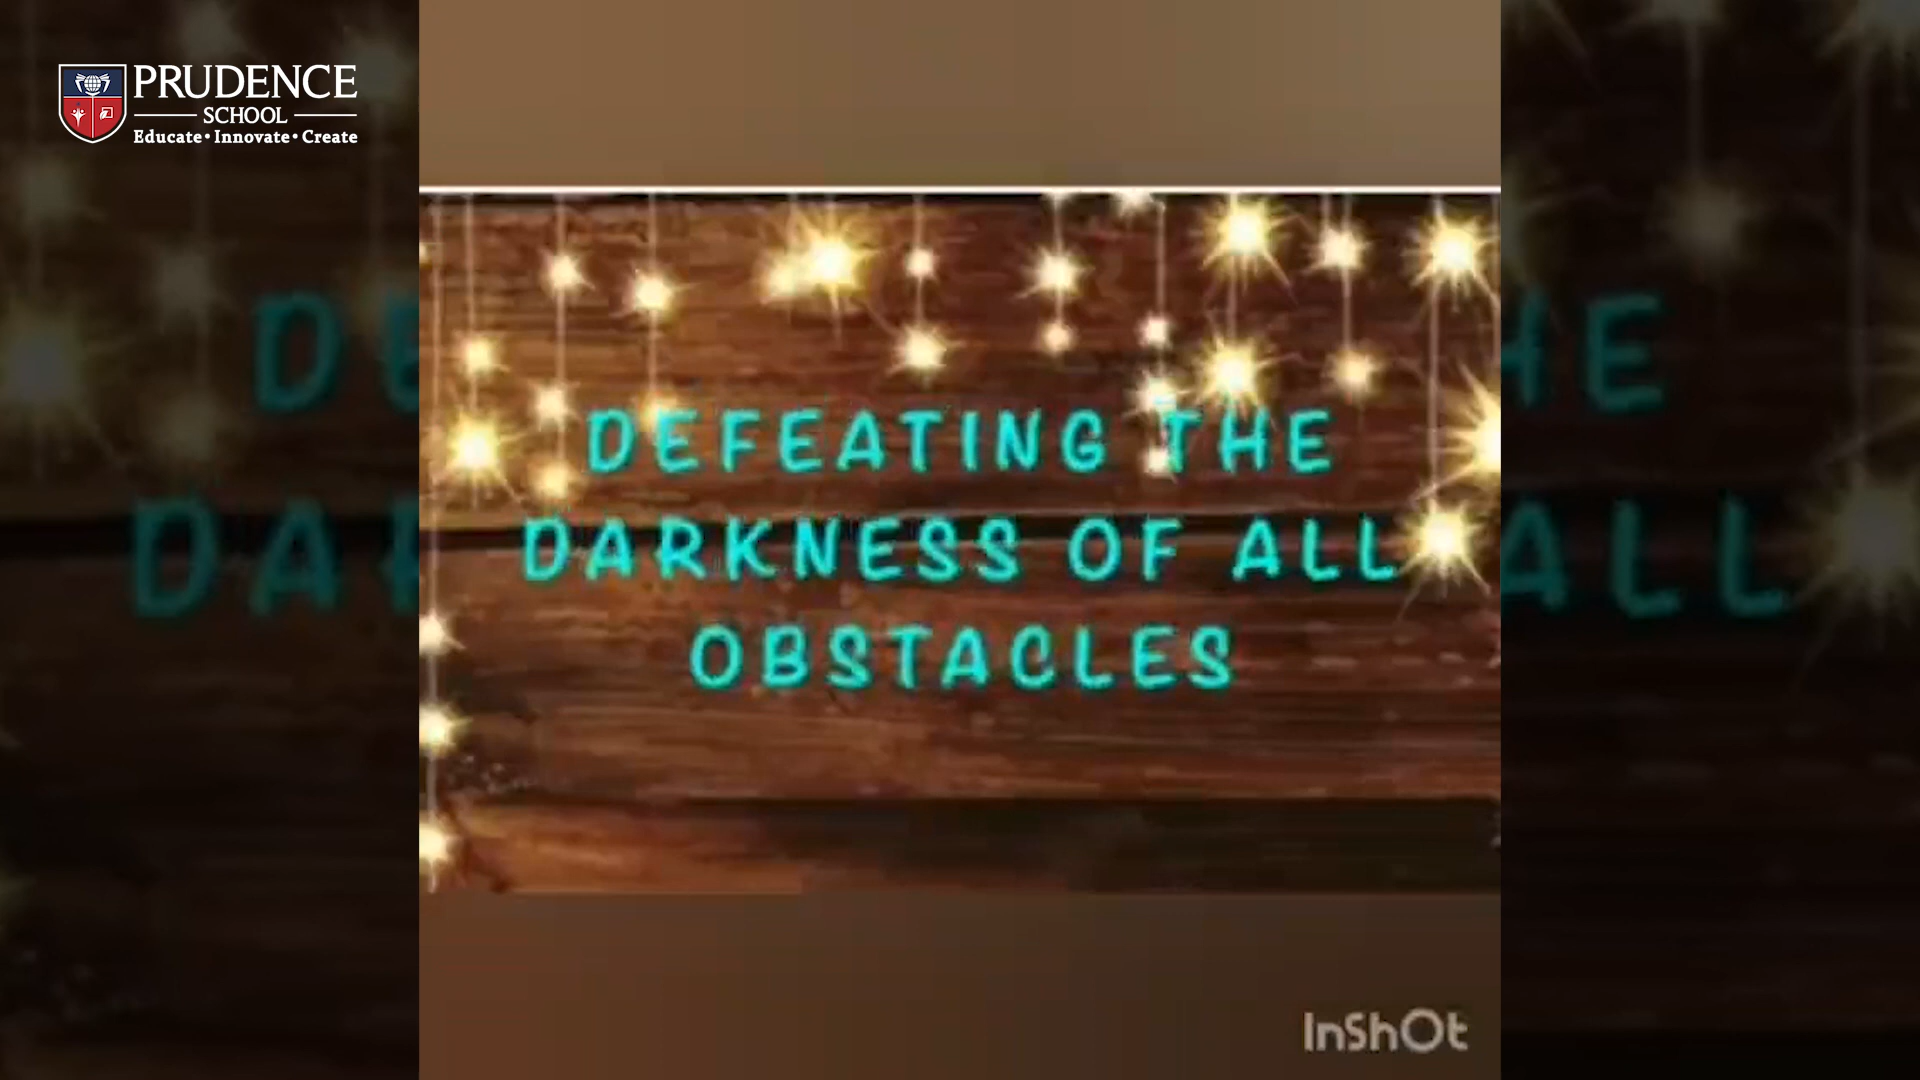 PRUDENCE
SCHOOL
Educate • Innovate • Create
DEFEATING THE
DARKNESS OF ALL
OBSTACLES
InShOt